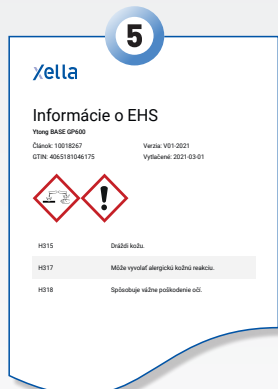 5
Xella
Informácie o EHS
Ytong BASE GP600
Článok: 10018267 Verzia: V01-2021
GTIN: 4065181046175 Vytlačené: 2021-03-01
H315 Dráždi kožu.
H317 Môže vyvolať alergickú kožnú reakciu.
H318 Spôsobuje vážne poškodenie očí.